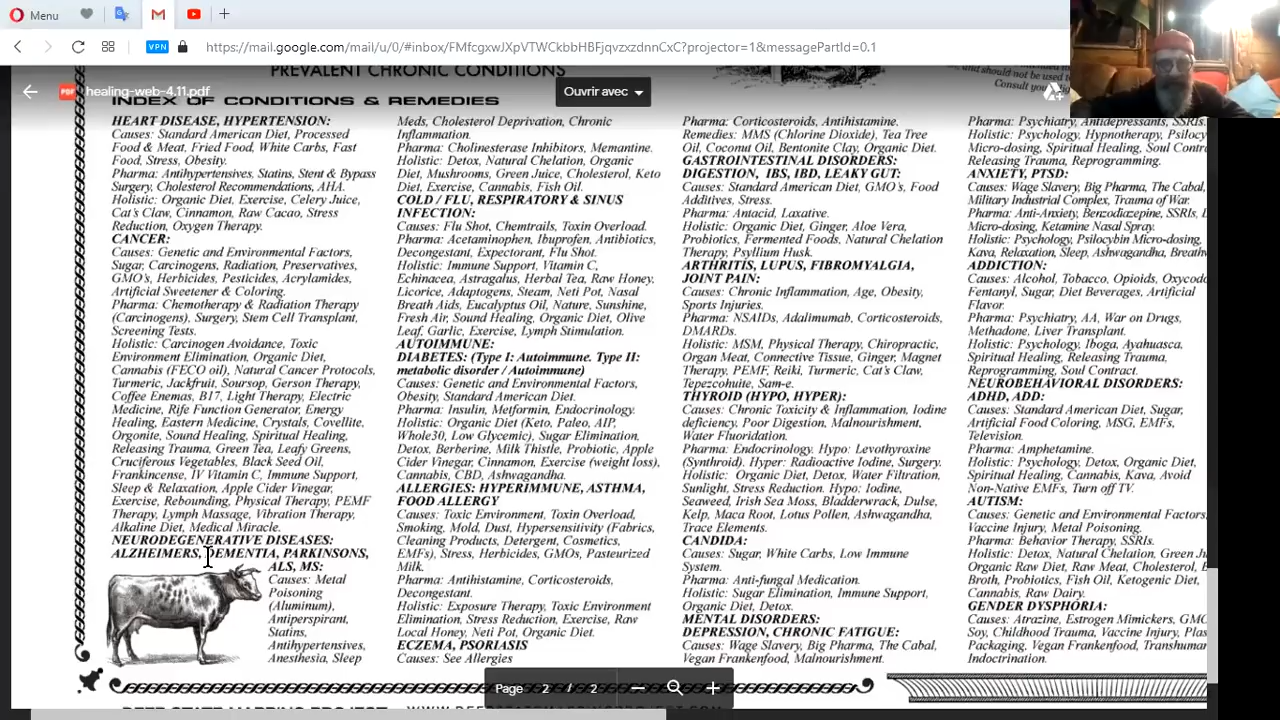 Menu
VPN
https://mail.google.com/mail/u/0/#inbox/FMfcgxwJXpVTWCkbbHBFjqvzxzdnnCxC?projector=1&messagePartId=0.1
PREVALENT CHRONIC CONDITIONS
and should not be used to
Consult you
PDF
healing-web-4.11.pdf
Ouvrir avec
INDEX OF CONDITIONS & REMEDIES
HEART DISEASE, HYPERTENSION:
Causes: Standard American Diet, Processed
Food & Meat, Fried Food, White Carbs, Fast
Food, Stress, Obesity.
Pharma: Antihypertensives, Statins, Stent & Bypass
Surgery, Cholesterol Recommendations, AHA.
Holistic: Organic Diet, Exercise, Celery Juice,
Cat's Claw, Cinnamon, Raw Cacao, Stress
Reduction, Oxygen Therapy.
CANCER:
Causes: Genetic and Environmental Factors,
Sugar, Carcinogens, Radiation, Preservatives,
GMO's, Herbicides, Pesticides, Acrylamides,
Artificial Sweetener & Coloring.
Pharma: Chemotherapy & Radiation Therapy
(Carcinogens), Surgery, Stem Cell Transplant,
Screening Tests.
Holistic: Carcinogen Avoidance, Toxic
Environment Elimination, Organic Diet,
Cannabis (FECO oil), Natural Cancer Protocols,
Turmeric, Jackfruit, Soursop, Gerson Therapy,
Coffee Enemas, B17, Light Therapy, Electric
Medicine, Rife Function Generator, Energy
Healing, Eastern Medicine, Crystals, Covellite,
Orgonite, Sound Healing, Spiritual Healing,
Releasing Trauma, Green Tea, Leafy Greens,
Cruciferous Vegetables, Black Seed Oil,
Frankincense, IV Vitamin C, Immune Support,
Sleep & Relaxation, Apple Cider Vinegar,
Exercise, Rebounding, Physical Therapy, PEMF
Therapy, Lymph Massage, Vibration Therapy,
Alkaline Diet, Medical Miracle.
NEURODEGENERATIVE DISEASES:
ALZHEIMERS, DEMENTIA, PARKINSONS,
ALS, MS:
Causes: Metal
Poisoning
(Aluminum),
Antiperspirant,
Statins,
Antihypertensives,
Anesthesia, Sleep
Meds, Cholesterol Deprivation, Chronic
Inflammation.
Pharma: Cholinesterase Inhibitors, Memantine.
Holistic: Detox, Natural Chelation, Organic
Diet, Mushrooms, Green Juice, Cholesterol, Keto
Diet, Exercise, Cannabis, Fish Oil.
COLD / FLU, RESPIRATORY & SINUS
INFECTION:
Causes: Flu Shot, Chemtrails, Toxin Overload.
Pharma: Acetaminophen, Ibuprofen, Antibiotics,
Decongestant, Expectorant, Flu Shot.
Holistic: Immune Support, Vitamin C,
Echinacea, Astragalus, Herbal Tea, Raw Honey.
Licorice, Adaptogens, Steam, Neti Pot, Nasal
Breath Aids, Eucalyptus Oil, Nature, Sunshine,
Fresh Air, Sound Healing, Organic Diet, Olive
Leaf, Garlic, Exercise, Lymph Stimulation.
AUTOIMMUNE:
DIABETES: (Type I: Autoimmune. Type II:
metabolic disorder / Autoimmune)
Causes: Genetic and Environmental Factors,
Obesity, Standard American Diet.
Pharma: Insulin, Metformin, Endocrinology.
Holistic: Organic Diet (Keto, Paleo, AIP,
Whole30, Low Glycemic), Sugar Elimination,
Detox, Berberine, Milk Thistle, Probiotic, Apple
Cider Vinegar, Cinnamon, Exercise (weight loss),
Cannabis, CBD, Ashwagandha.
ALLERGIES: HYPERIMMUNE, ASTHMA,
FOOD ALLERGY
Causes: Toxic Environment, Toxin Overload,
Smoking, Mold, Dust, Hypersensitivity (Fabrics,
Cleaning Products, Detergent, Cosmetics,
EMFs), Stress, Herbicides, GMOs, Pasteurized
Milk.
Pharma: Antihistamine, Corticosteroids,
Decongestant.
Holistic: Exposure Therapy, Toxic Environment
Elimination, Stress Reduction, Exercise, Raw
Local Honey, Neti Pot, Organic Diet.
ECZEMA, PSORIASIS
Causes: See Allergies
Pharma: Corticosteroids, Antihistamine.
Remedies: MMS (Chlorine Dioxide), Tea Tree
Oil, Coconut Oil, Bentonite Clay, Organic Diet.
GASTROINTESTINAL DISORDERS:
DIGESTION, IBS, IBD, LEAKY GUT:
Causes: Standard American Diet, GMO's, Food
Additives, Stress.
Pharma: Antacid, Laxative.
Holistic: Organic Diet, Ginger, Aloe Vera,
Probiotics, Fermented Foods, Natural Chelation
Therapy, Psyllium Husk.
ARTHRITIS, LUPUS, FIBROMYALGIA,
JOINT PAIN:
Causes: Chronic Inflammation, Age, Obesity,
Sports Injuries.
Pharma: NSAIDs, Adalimumab, Corticosteroids,
DMARDs.
Holistic: MSM, Physical Therapy, Chiropractic,
Organ Meat, Connective Tissue, Ginger, Magnet
Therapy, PEMF, Reiki, Turmeric, Cat's Claw,
Tepezcohuite, Sam-e.
THYROID (HYPO, HYPER):
Causes: Chronic Toxicity & Inflammation, Iodine
deficiency, Poor Digestion, Malnourishment,
Water Fluoridation.
Pharma: Endocrinology. Hypo: Levothyroxine
(Synthroid). Hyper: Radioactive Iodine, Surgery.
Holistic: Organic Diet, Detox, Water Filtration,
Sunlight, Stress Reduction. Hypo: Iodine,
Seaweed, Irish Sea Moss, Bladderwrack, Dulse,
Kelp, Maca Root, Lotus Pollen, Ashwagandha,
Trace Elements.
CANDIDA:
Causes: Sugar, White Carbs, Low Immune
System.
Pharma: Anti-fungal Medication.
Holistic: Sugar Elimination, Immune Support,
Organic Diet, Detox.
MENTAL DISORDERS:
DEPRESSION, CHRONIC FATIGUE:
Causes: Wage Slavery, Big Pharma, The Cabal,
Vegan Frankenfood, Malnourishment.
Pharma: Psychiatry, Antidepressants, SSRIs.
Holistic: Psychology, Hypnotherapy, Psilocy
Micro-dosing, Spiritual Healing, Soul Contra
Releasing Trauma, Reprogramming.
ANXIETY, PTSD:
Causes: Wage Slavery, Big Pharma, The Cabal,
Military Industrial Complex, Trauma of War.
Pharma: Anti-Anxiety, Benzodiazepine, SSRIs, L
Micro-dosing, Ketamine Nasal Spray.
Holistic: Psychology, Psilocybin Micro-dosing,
Kava, Relaxation, Sleep, Ashwagandha, Breathw
ADDICTION:
Causes: Alcohol, Tobacco, Opioids, Oxycodo
Fentanyl, Sugar, Diet Beverages, Artificial
Flavor.
Pharma: Psychiatry, AA, War on Drugs,
Methadone, Liver Transplant.
Holistic: Psychology, Iboga, Ayahuasca,
Spiritual Healing, Releasing Trauma,
Reprogramming, Soul Contract.
NEUROBEHAVIORAL DISORDERS:
ADHD, ADD:
Causes: Standard American Diet, Sugar,
Artificial Food Coloring, MSG, EMFs,
Television.
Pharma: Amphetamine.
Holistic: Psychology, Detox, Organic Diet,
Spiritual Healing, Cannabis, Kava, Avoid
Non-Native EMFs, Turn off TV.
AUTISM:
Causes: Genetic and Environmental Factors,
Vaccine Injury, Metal Poisoning.
Pharma: Behavior Therapy, SSRIs.
Holistic: Detox, Natural Chelation, Green Ju
Organic Raw Diet, Raw Meat, Cholesterol, B
Broth, Probiotics, Fish Oil, Ketogenic Diet,
Cannabis, Raw Dairy.
GENDER DYSPHORIA:
Causes: Atrazine, Estrogen Mimickers, GMO
Soy, Childhood Trauma, Vaccine Injury, Plas
Packaging, Vegan Frankenfood, Transhuman
Indoctrination.
Page 2 / 2